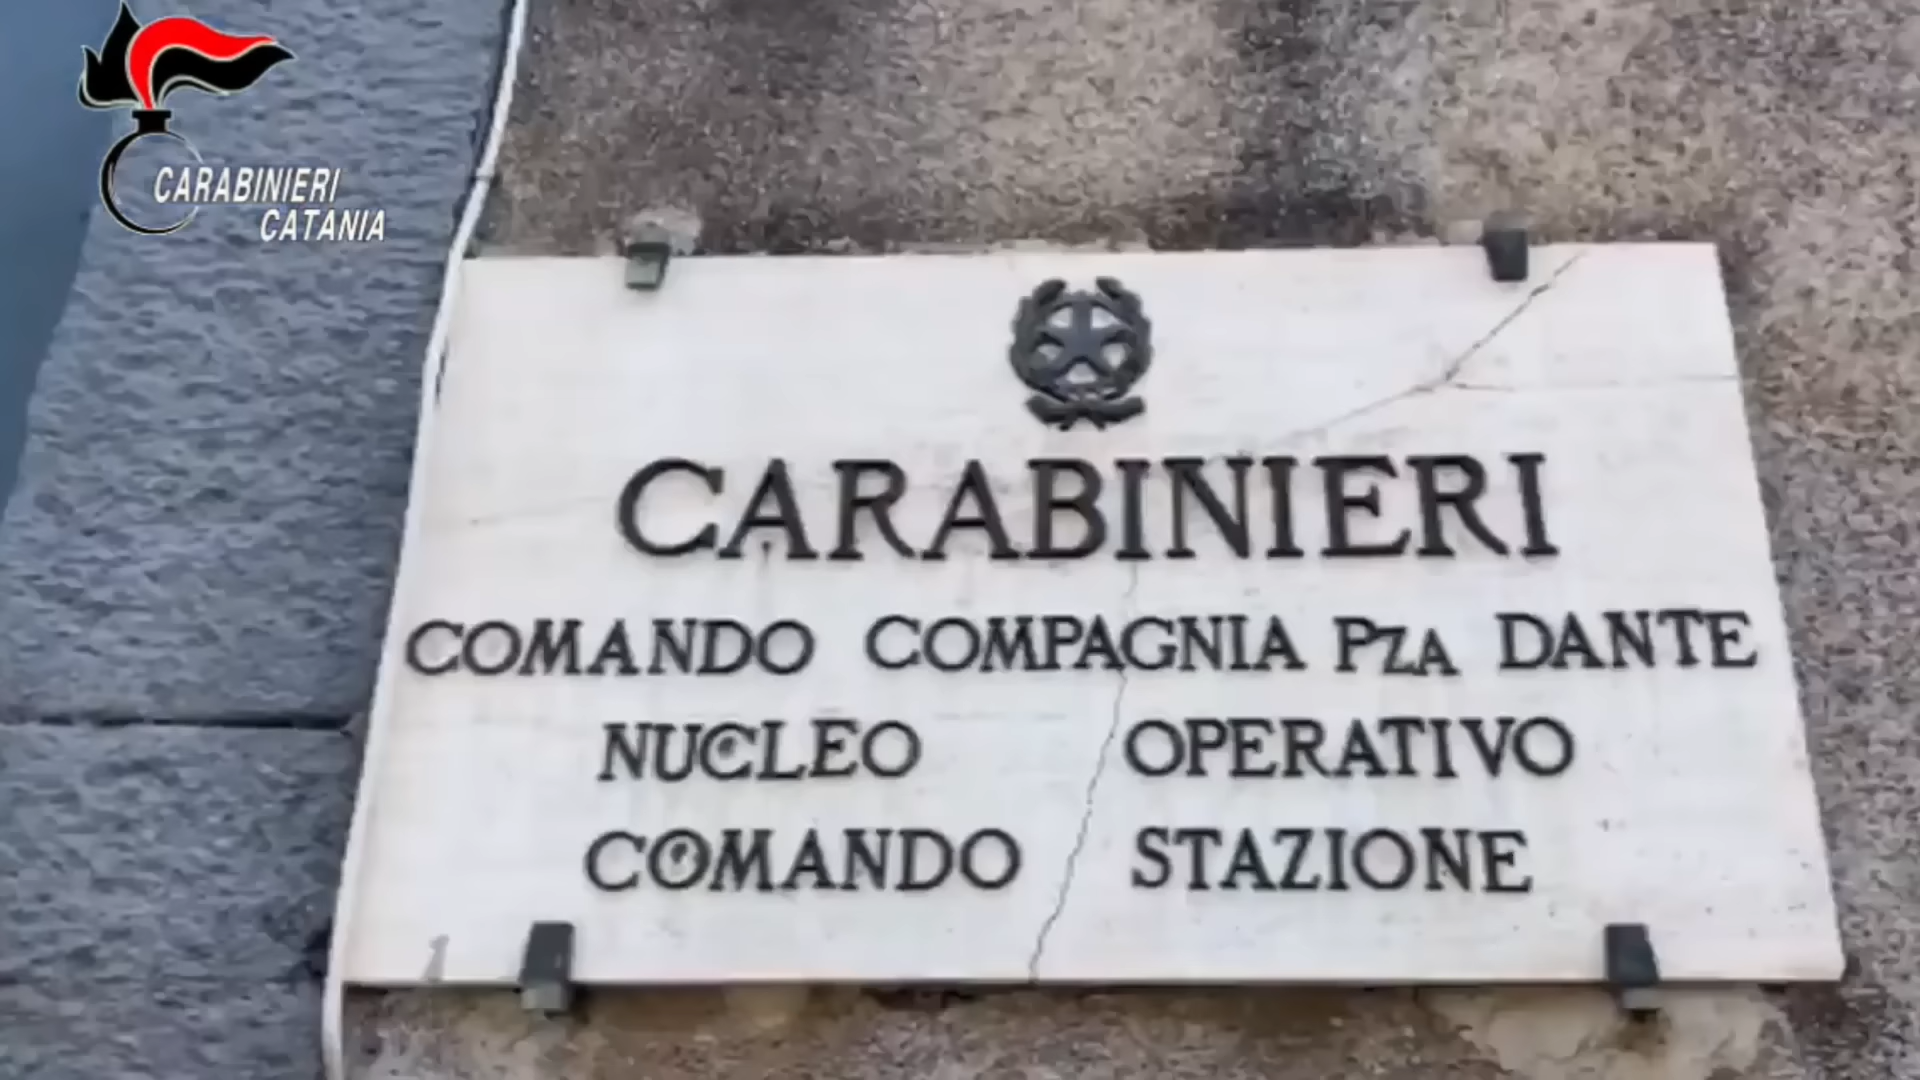 CARABINIERI
CATANIA
CARABINIERI
COMANDO COMPAGNIA PZA DANTE
NUCLEO OPERATIVO
COMANDO STAZIONE